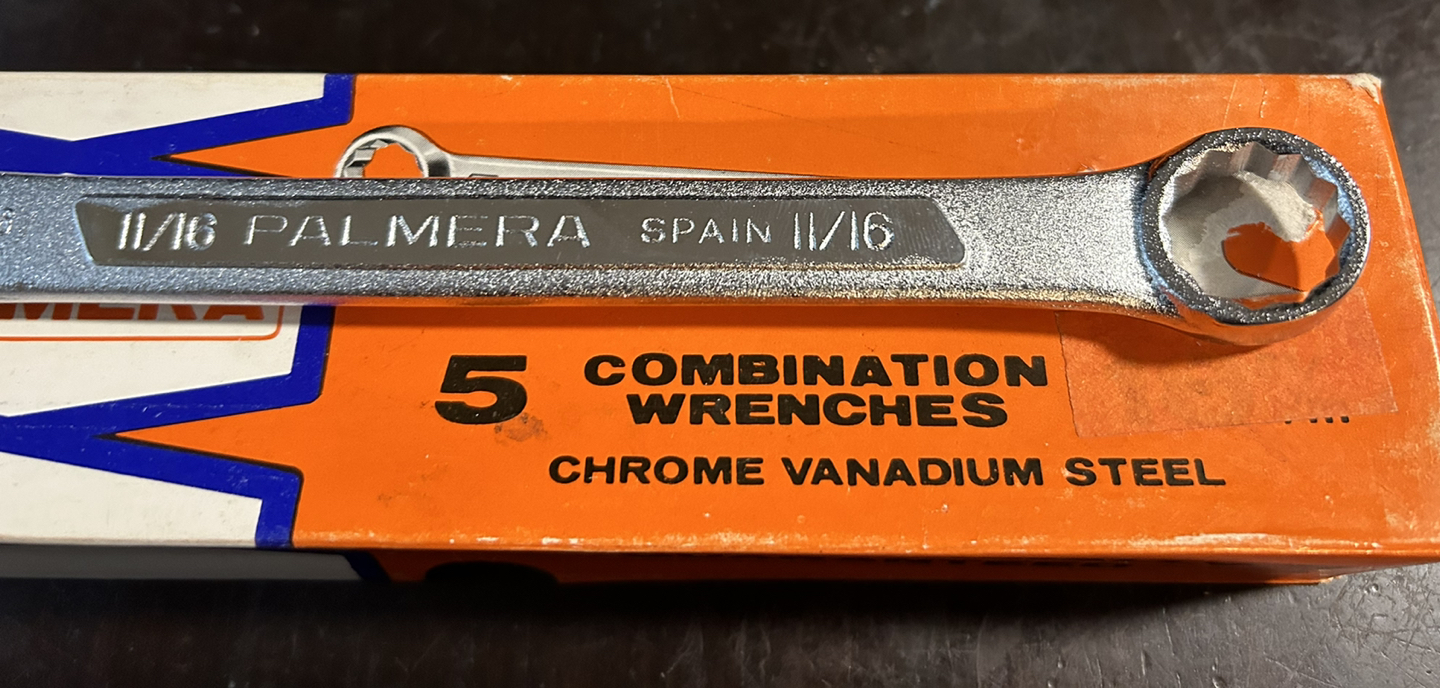 11/16 PALMERA SPAIN 11/16
5 COMBINATION
WRENCHES
CHROME VANADIUM STEEL